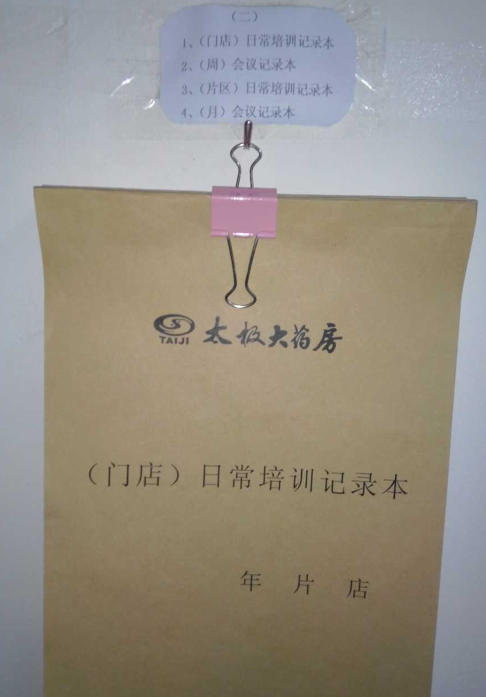 （二）
1、（门店）日常培训记录本
2、（周）会议记录本
3、（片区）日常培训记录本
4、（月）会议记录本
TAIJI 太极大药房
（门店）日常培训记录本
年 片 店